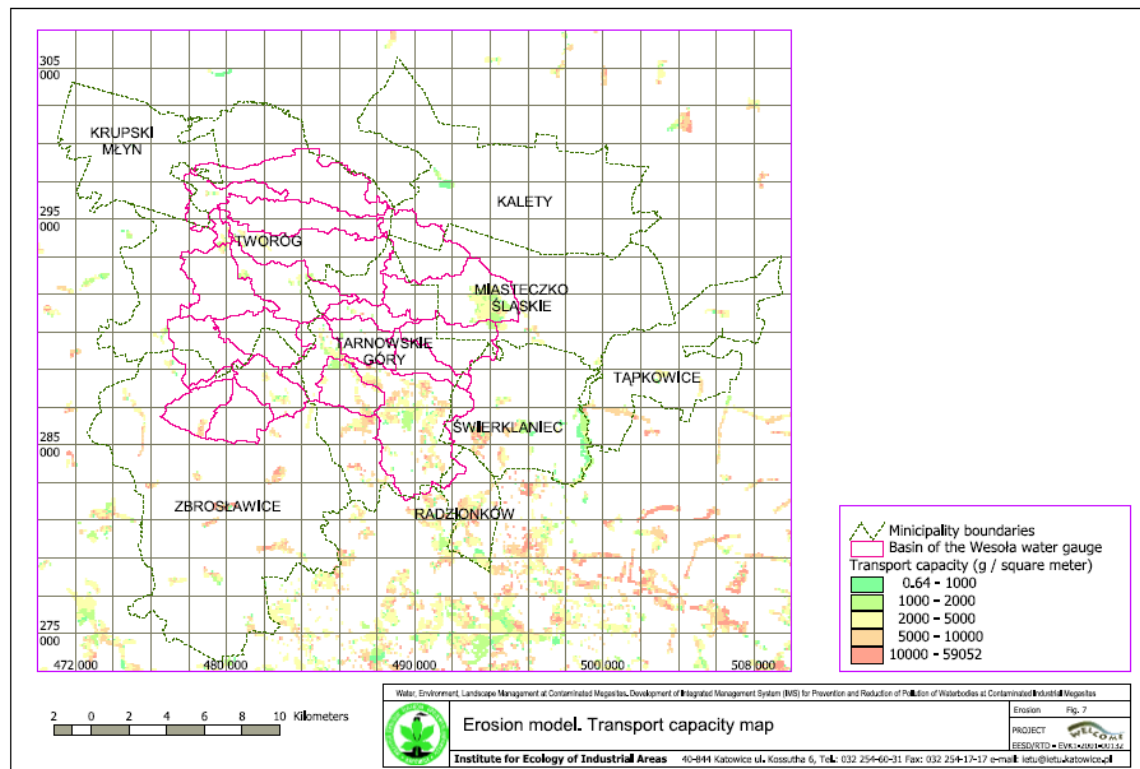 305
000
KRUPSKI
MŁYN
KALETY
295
000
TWORÓG
MIASTECZKO
ŚLĄSKIE
TARNOWSKIE
GÓRY
TĄPKOWICE
ŚWIERKLANIEC
285
000
ZBROSŁAWICE
RADZIONKÓW
275
000
472 000 480 000 490 000 500 000 508 000
Minicipality boundaries
Basin of the Wesoła water gauge
Transport capacity (g / square meter)
0.64 - 1000
1000 - 2000
2000 - 5000
5000 - 10000
10000 - 59052
2 0 2 4 6 8 10 Kilometers
Water, Environment, Landscape Management at Contaminated Megasites. Development of Integrated Management System (IMS) for Prevention and Reduction of Pollution of Waterbodies at Contaminated Industrial Megasites
Erosion model. Transport capacity map
Erosion Fig. 7
PROJECT WELCOME
EESD/RTD - EVK1-2001-00132
Institute for Ecology of Industrial Areas 40-844 Katowice ul. Kossutha 6, Tel.: 032 254-60-31 Fax: 032 254-17-17 e-mail: ietu@ietu.katowice.pl